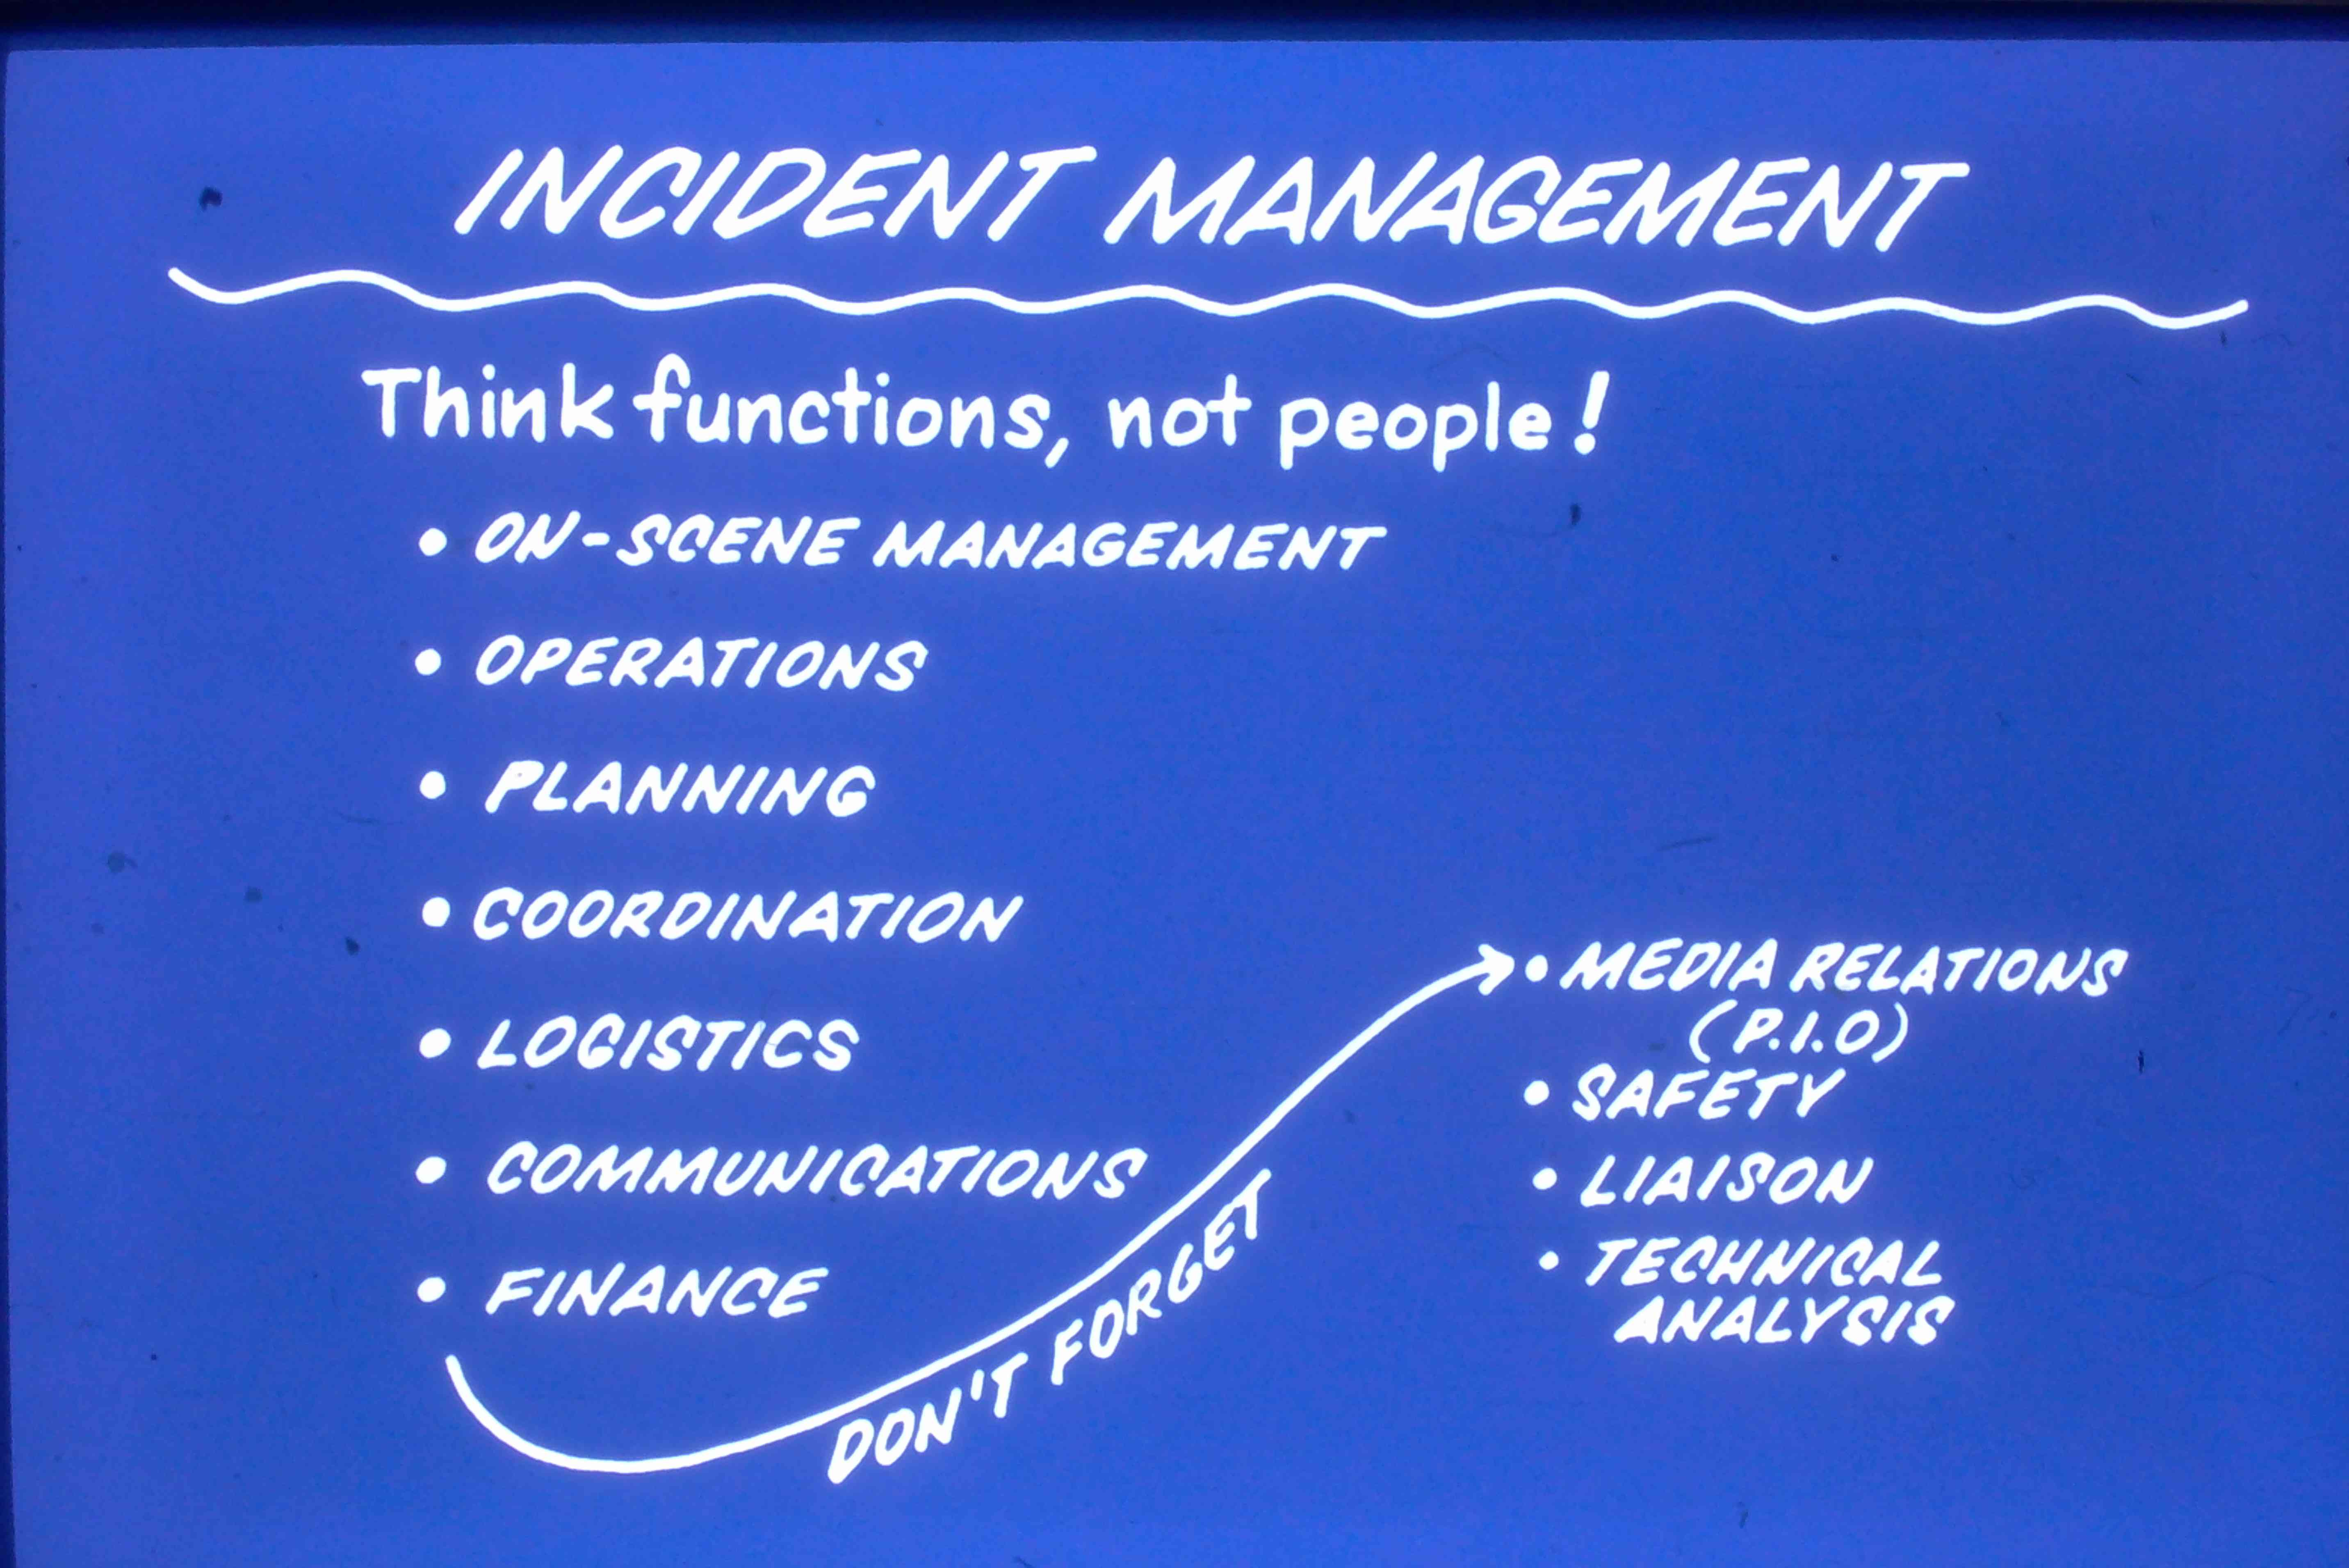 INCIDENT MANAGEMENT
Think functions, not people!
• ON-SCENE MANAGEMENT
• OPERATIONS
• PLANNING
• COORDINATION
• LOGISTICS
• COMMUNICATIONS
• FINANCE
DON'T FORGET
• MEDIA RELATIONS
(P.I.O)
• SAFETY
• LIAISON
• TECHNICAL
ANALYSIS